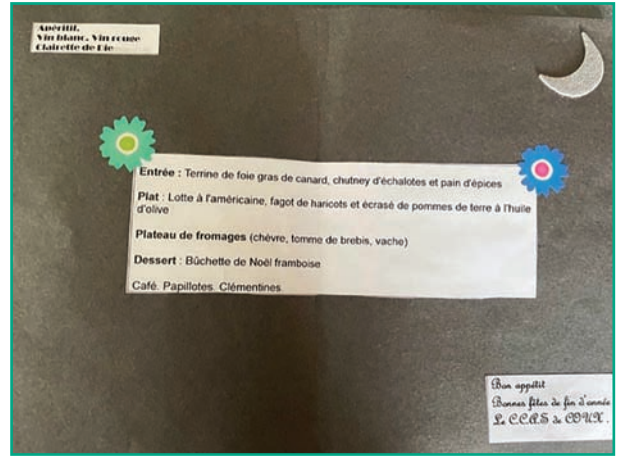 Apéritif.
Vin blanc. Vin rouge
Clairette de Die
Entrée : Terrine de foie gras de canard, chutney d'échalotes et pain d'épices
Plat : Lotte à l'américaine, fagot de haricots et écrasé de pommes de terre à l'huile
d'olive
Plateau de fromages (chèvre, tomme de brebis, vache)
Dessert : Bûchette de Noël framboise
Café. Papillotes. Clémentines
Bon appétit
Bonnes fêtes de fin d'année
Le C.C.A.S de COUX .